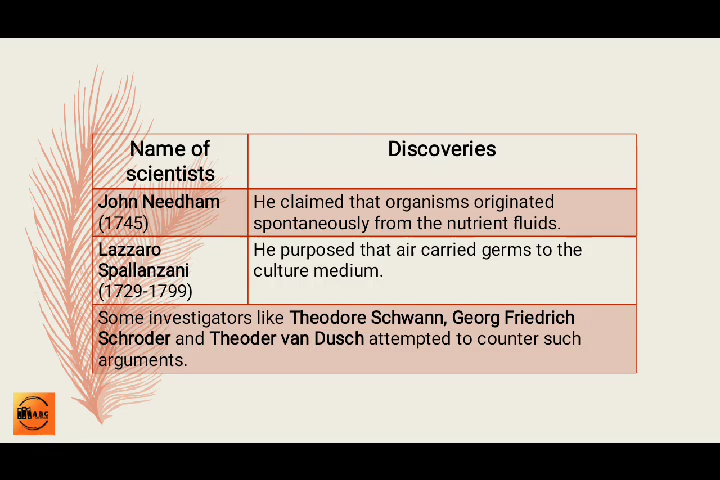 Name of
scientists
Discoveries
John Needham
(1745)
He claimed that organisms originated
spontaneously from the nutrient fluids.
Lazzaro
Spallanzani
(1729-1799)
He purposed that air carried germs to the
culture medium.
Some investigators like Theodore Schwann, Georg Friedrich
Schroder and Theoder van Dusch attempted to counter such
arguments.